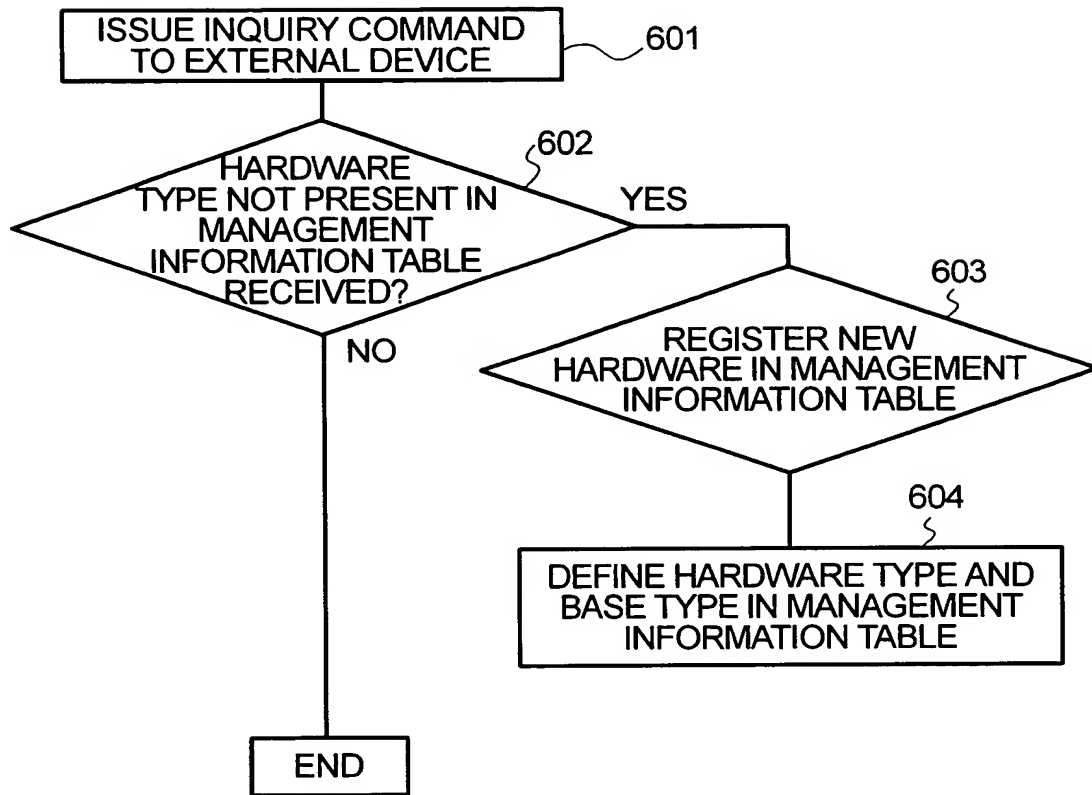 ISSUE INQUIRY COMMAND
TO EXTERNAL DEVICE
601
602
HARDWARE
TYPE NOT PRESENT IN
MANAGEMENT
INFORMATION TABLE
RECEIVED?
YES
NO
603
REGISTER NEW
HARDWARE IN MANAGEMENT
INFORMATION TABLE
604
DEFINE HARDWARE TYPE AND
BASE TYPE IN MANAGEMENT
INFORMATION TABLE
END